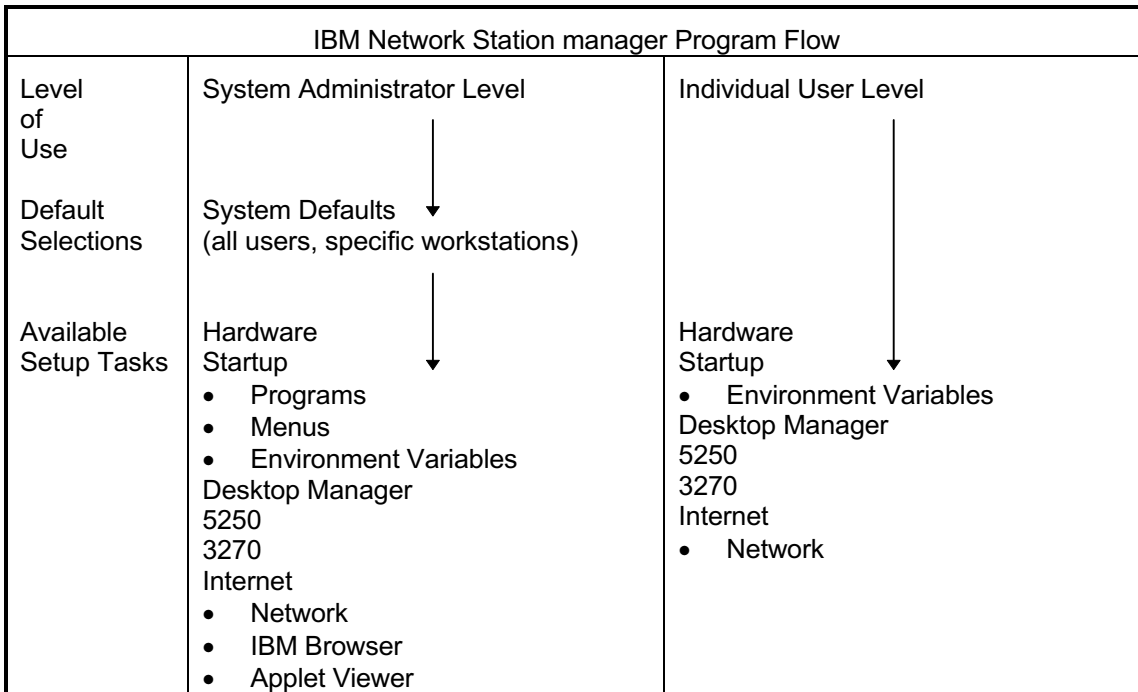 IBM Network Station manager Program Flow
Level
of
Use
System Administrator Level
Individual User Level
Default
Selections
System Defaults
(all users, specific workstations)
Available
Setup Tasks
Hardware
Startup
• Programs
• Menus
• Environment Variables
Desktop Manager
5250
3270
Internet
• Network
• IBM Browser
• Applet Viewer
Hardware
Startup
• Environment Variables
Desktop Manager
5250
3270
Internet
• Network